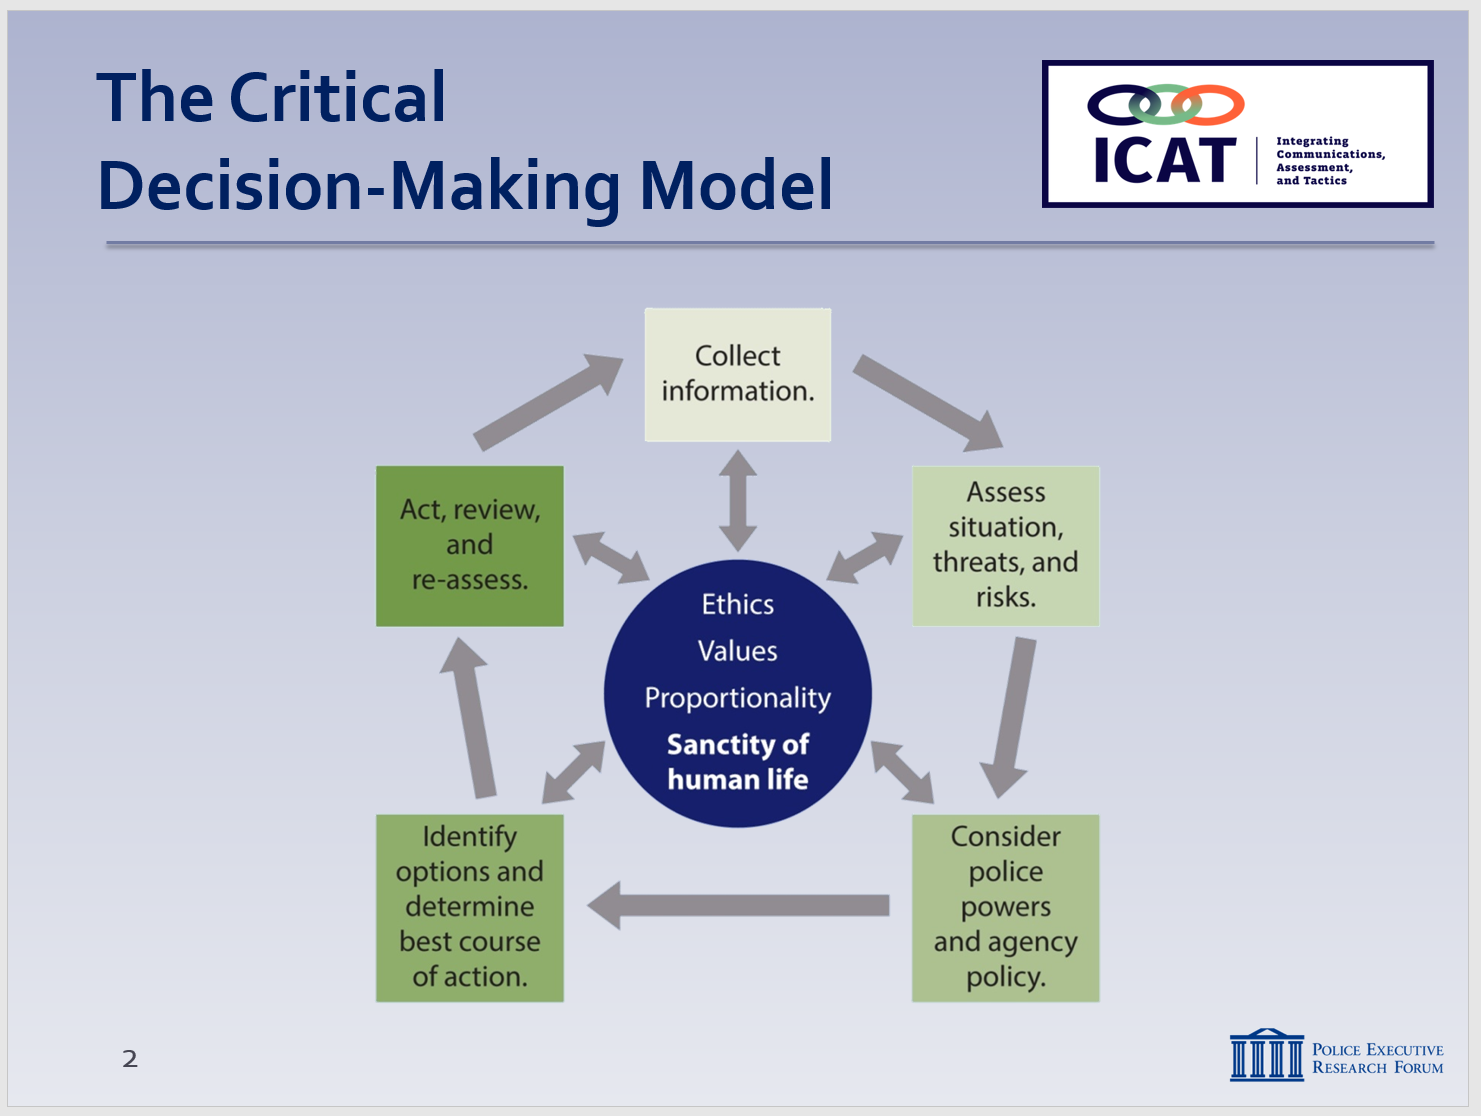 The Critical
Decision-Making Model
ICAT
Integrating
Communications,
Assessment,
and Tactics
Collect
information.
Act, review,
and
re-assess.
Assess
situation,
threats, and
risks.
Ethics
Values
Proportionality
Sanctity of
human life
Identify
options and
determine
best course
of action.
Consider
police
powers
and agency
policy.
2
Police Executive
Research Forum